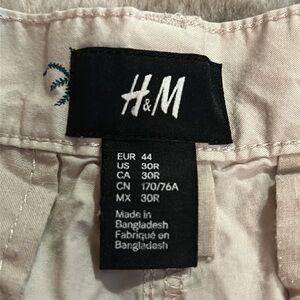 H&M
EUR 44
US 30R
CA 30R
CN 170/76A
MX 30R
Made in
Bangladesh
Fabriqué en
Bangladesh